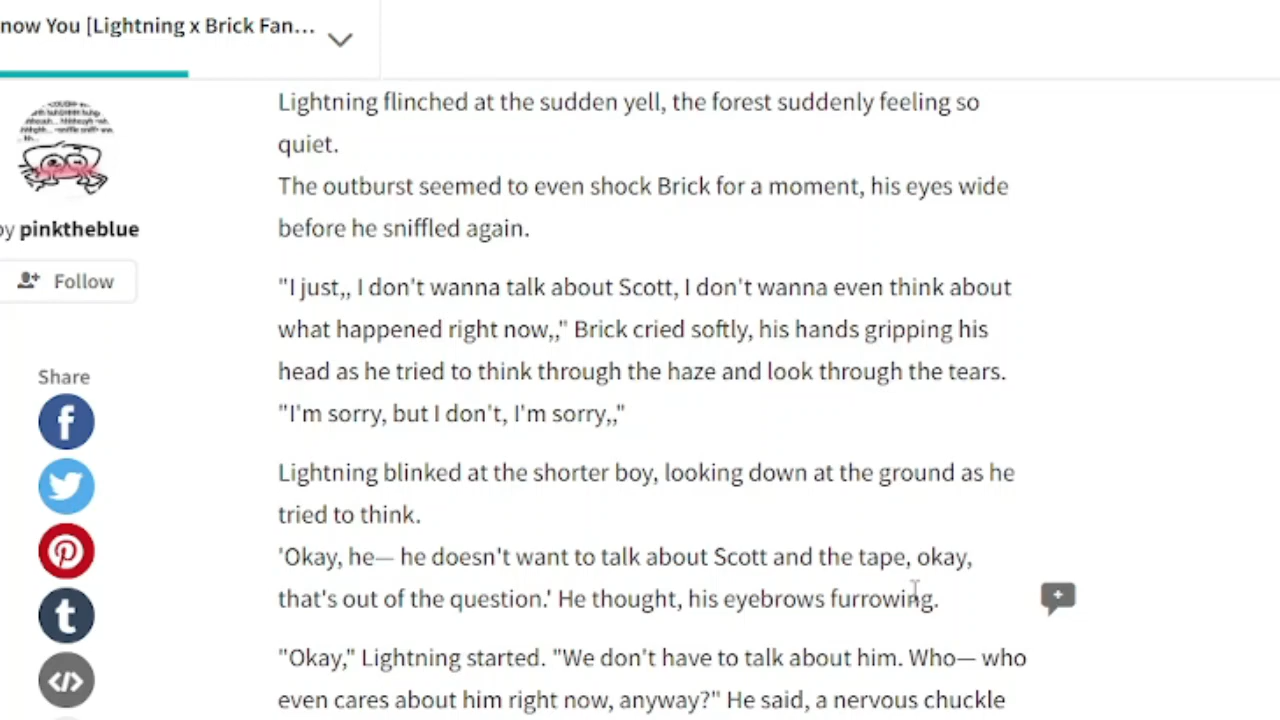 now You [Lightning x Brick Fan...
by pinktheblue
Follow
Share
Lightning flinched at the sudden yell, the forest suddenly feeling so
quiet.
The outburst seemed to even shock Brick for a moment, his eyes wide
before he sniffled again.
"I just,, I don't wanna talk about Scott, I don't wanna even think about
what happened right now,," Brick cried softly, his hands gripping his
head as he tried to think through the haze and look through the tears.
"I'm sorry, but I don't, I'm sorry,,"
Lightning blinked at the shorter boy, looking down at the ground as he
tried to think.
'Okay, he— he doesn't want to talk about Scott and the tape, okay,
that's out of the question.' He thought, his eyebrows furrowing.
"Okay," Lightning started. "We don't have to talk about him. Who— who
even cares about him right now, anyway?" He said, a nervous chuckle